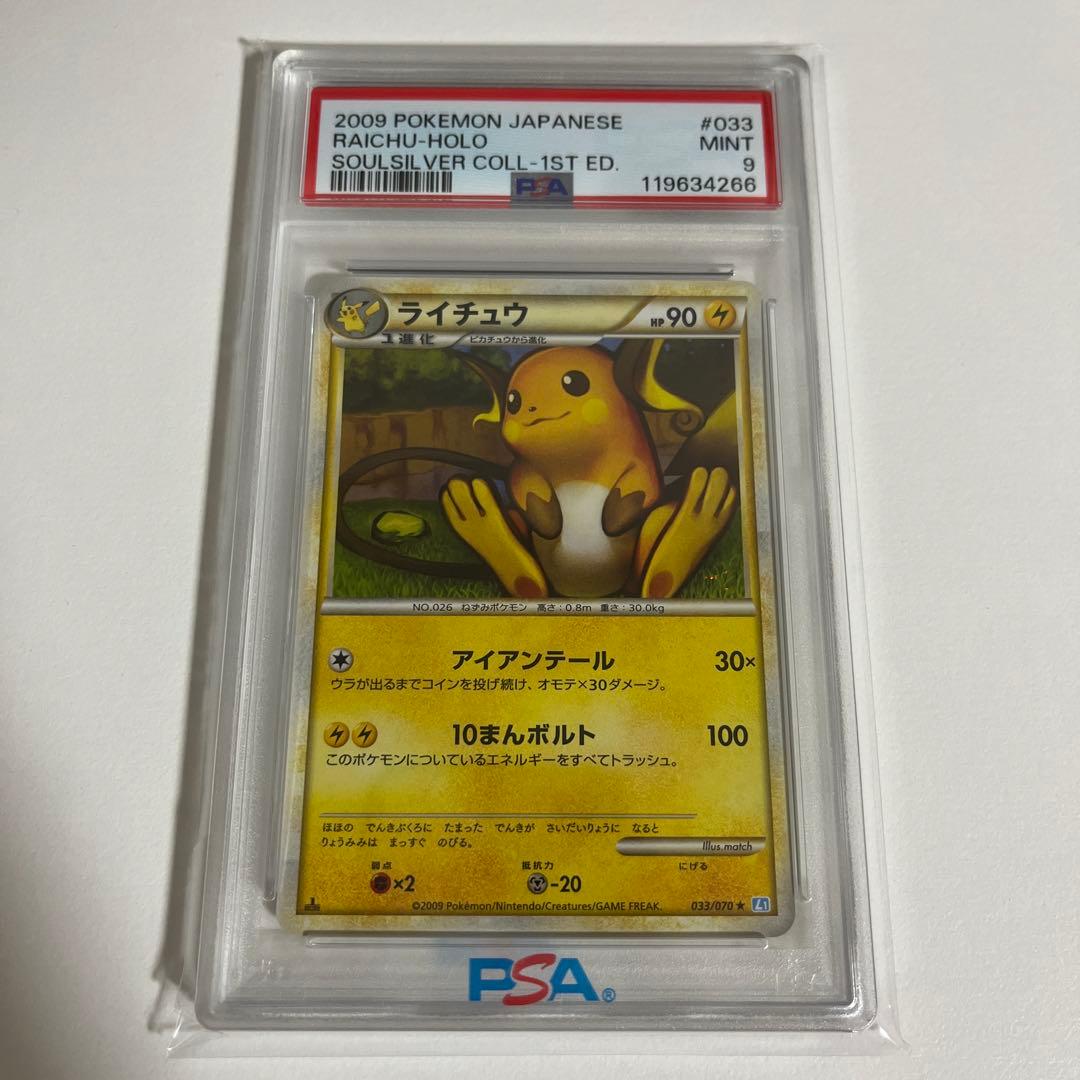 2009 POKEMON JAPANESE #033
RAICHU-HOLO MINT
SOULSILVER COLL-1ST ED. 9
PSA 119634266
ライチュウ HP90
1進化 ピカチュウから進化
NO.026 ねずみポケモン 高さ:0.8m 重さ:30.0kg
アイアンテール 30×
ウラが出るまでコインを投げ続け、オモテ×30ダメージ。
10まんボルト 100
このポケモンについているエネルギーをすべてトラッシュ。
ほほの でんきぶくろに たまった でんきが さいだいりょうに なると
りょうみみは まっすぐ のびる。
Illus.match
弱点 抵抗力 にげる
×2 -20
©2009 Pokémon/Nintendo/Creatures/GAME FREAK. 033/070★ L1
PSA®